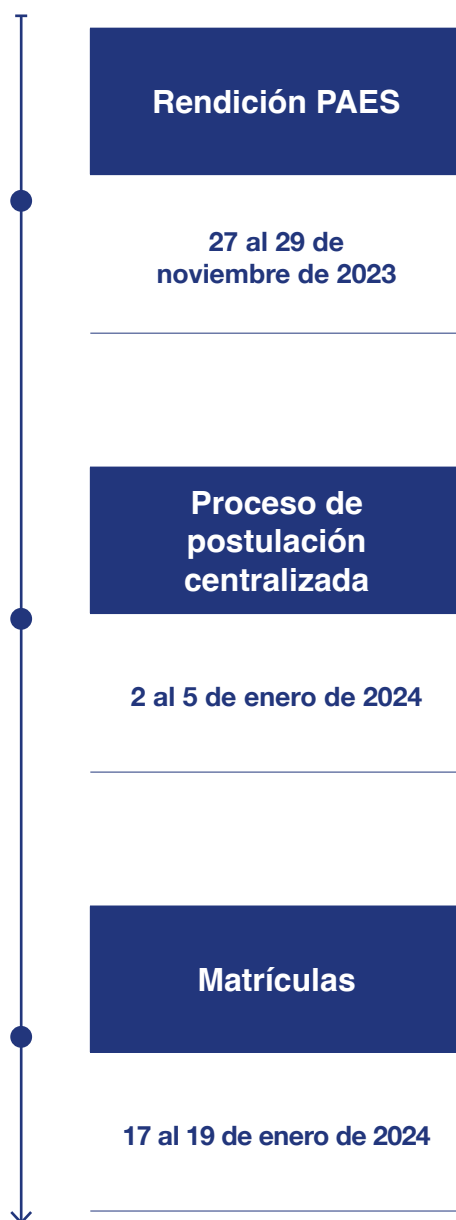 Rendición PAES
27 al 29 de
noviembre de 2023
Proceso de
postulación
centralizada
2 al 5 de enero de 2024
Matrículas
17 al 19 de enero de 2024